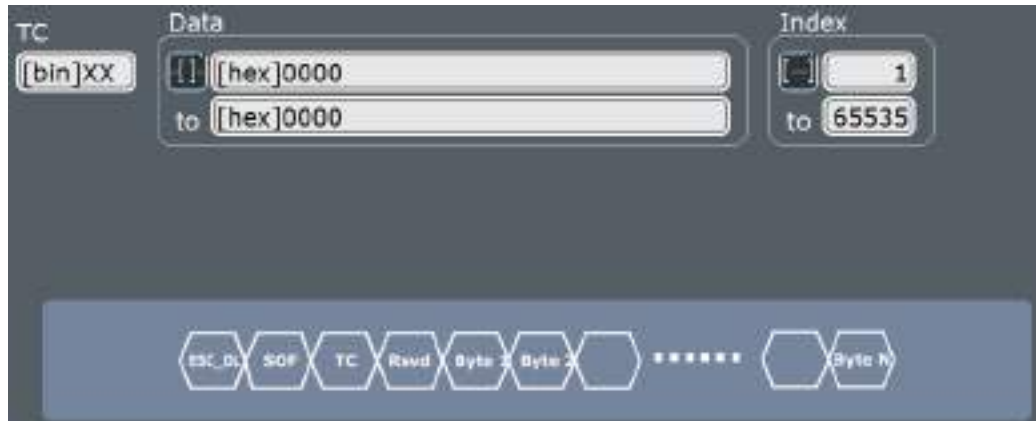 TC Data Index
[bin]XX [] [hex]0000 1
to [hex]0000 to 65535
ESC_DL SOF TC Rsvd Byte 1 Byte 2 Byte N